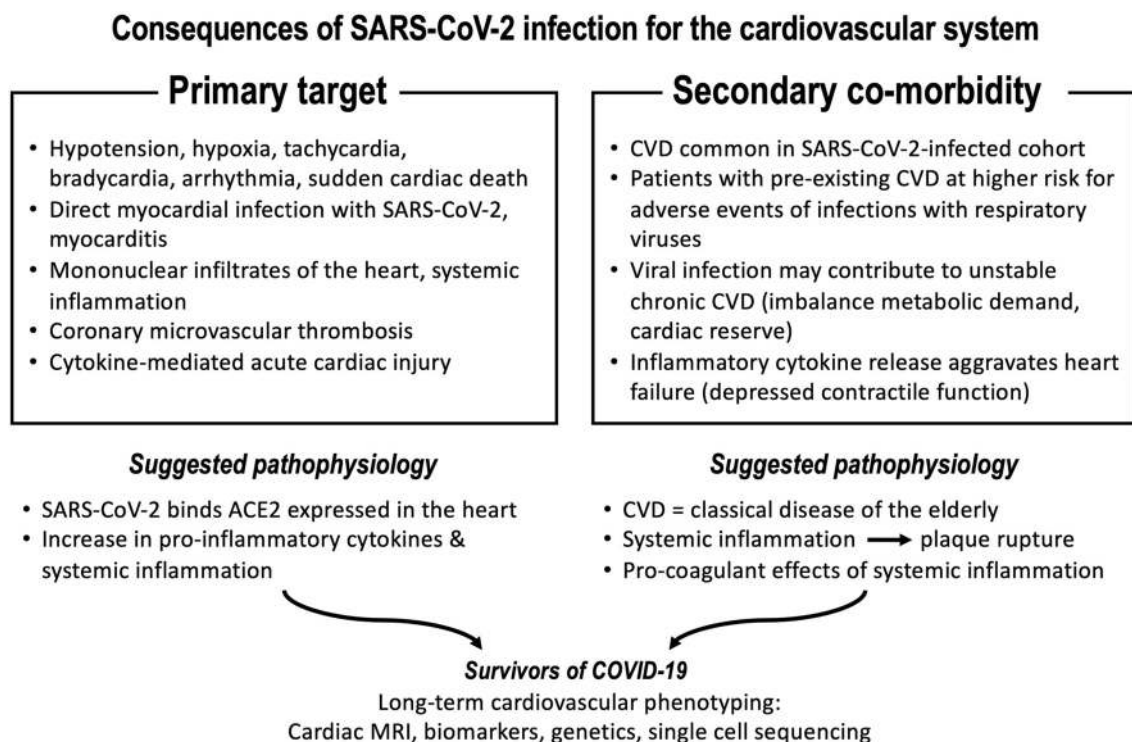 Consequences of SARS-CoV-2 infection for the cardiovascular system
Primary target
• Hypotension, hypoxia, tachycardia,
bradycardia, arrhythmia, sudden cardiac death
• Direct myocardial infection with SARS-CoV-2,
myocarditis
• Mononuclear infiltrates of the heart, systemic
inflammation
• Coronary microvascular thrombosis
• Cytokine-mediated acute cardiac injury
Suggested pathophysiology
• SARS-CoV-2 binds ACE2 expressed in the heart
• Increase in pro-inflammatory cytokines &
systemic inflammation
Secondary co-morbidity
• CVD common in SARS-CoV-2-infected cohort
• Patients with pre-existing CVD at higher risk for
adverse events of infections with respiratory
viruses
• Viral infection may contribute to unstable
chronic CVD (imbalance metabolic demand,
cardiac reserve)
• Inflammatory cytokine release aggravates heart
failure (depressed contractile function)
Suggested pathophysiology
• CVD = classical disease of the elderly
• Systemic inflammation → plaque rupture
• Pro-coagulant effects of systemic inflammation
Survivors of COVID-19
Long-term cardiovascular phenotyping:
Cardiac MRI, biomarkers, genetics, single cell sequencing